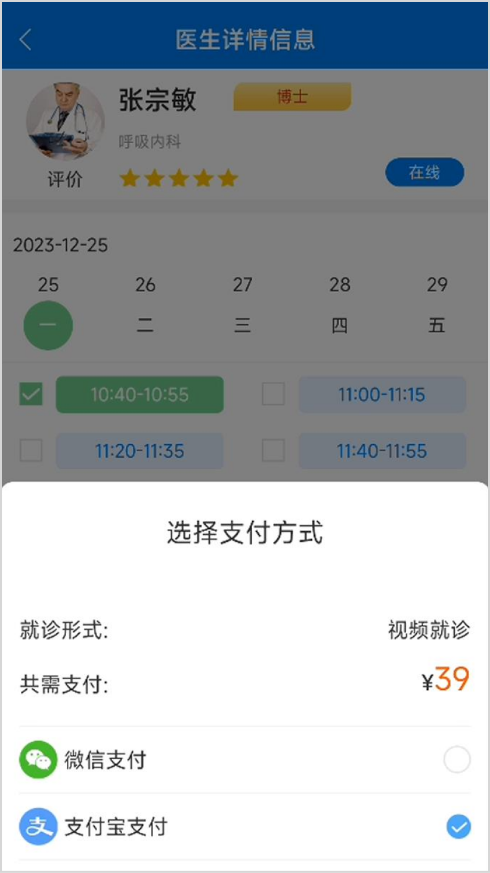 医生详情信息
张宗敏 博士
呼吸内科
评价 在线
2023-12-25
25 26 27 28 29
一 二 三 四 五
10:40-10:55 11:00-11:15
11:20-11:35 11:40-11:55
选择支付方式
就诊形式: 视频就诊
共需支付: ¥39
微信支付
支 支付宝支付